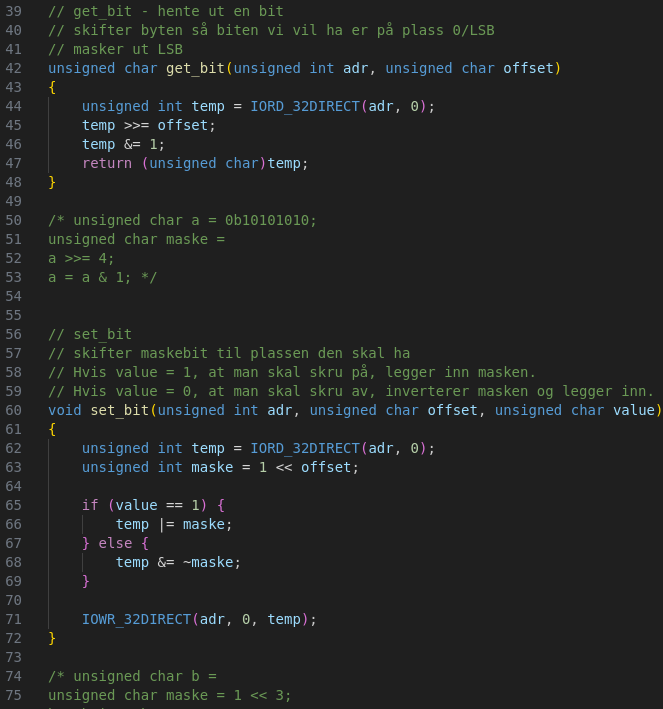 39 // get_bit - hente ut en bit
40 // skifter byten så biten vi vil ha er på plass 0/LSB
41 // masker ut LSB
42 unsigned char get_bit(unsigned int adr, unsigned char offset)
43 {
44 unsigned int temp = IORD_32DIRECT(adr, 0);
45 temp >>= offset;
46 temp &= 1;
47 return (unsigned char)temp;
48 }
49
50 /* unsigned char a = 0b10101010;
51 unsigned char maske =
52 a >>= 4;
53 a = a & 1; */
54
55
56 // set_bit
57 // skifter maskebit til plassen den skal ha
58 // Hvis value = 1, at man skal skru på, legger inn masken.
59 // Hvis value = 0, at man skal skru av, inverterer masken og legger inn.
60 void set_bit(unsigned int adr, unsigned char offset, unsigned char value)
61 {
62 unsigned int temp = IORD_32DIRECT(adr, 0);
63 unsigned int maske = 1 << offset;
64
65 if (value == 1) {
66 temp |= maske;
67 } else {
68 temp &= ~maske;
69 }
70
71 IOWR_32DIRECT(adr, 0, temp);
72 }
73
74 /* unsigned char b =
75 unsigned char maske = 1 << 3;